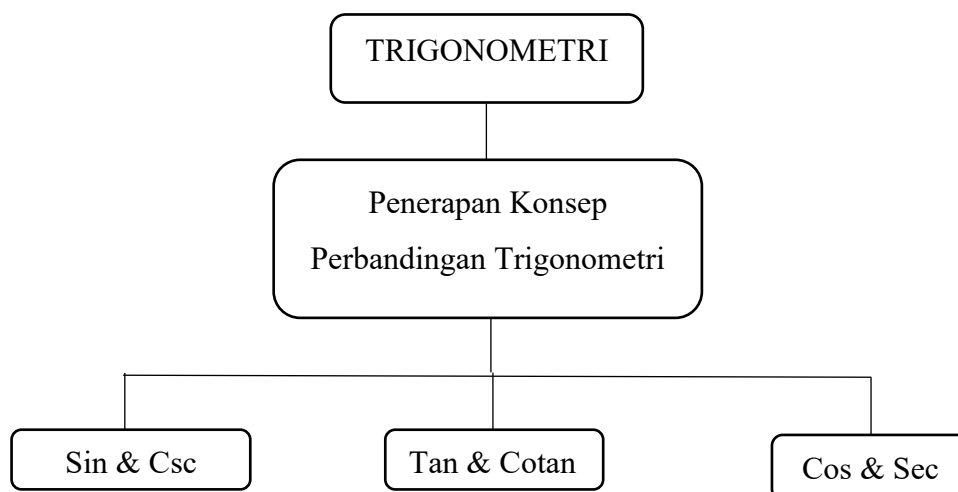 TRIGONOMETRI
Penerapan Konsep
Perbandingan Trigonometri
Sin & Csc
Tan & Cotan
Cos & Sec